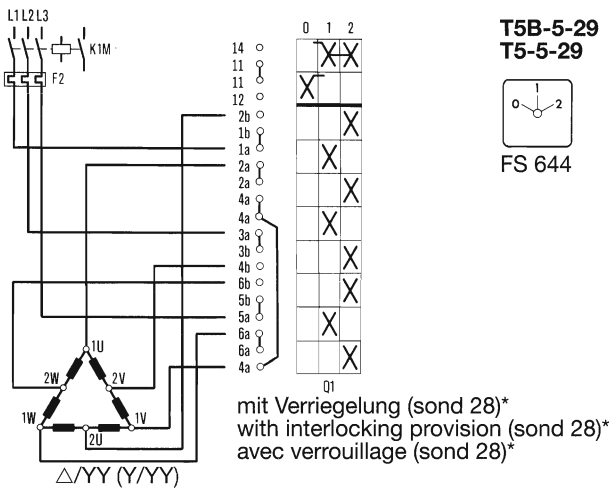 L1 L2 L3
K1M
F2
0 1 2
14
11
11
12
2b
1b
1a
2a
2a
4a
4a
3a
3b
4b
6b
5b
5a
6a
6a
4a
Q1
1U
2W
2V
1W
1V
2U
△/YY (Y/YY)
mit Verriegelung (sond 28)*
with interlocking provision (sond 28)*
avec verrouillage (sond 28)*
T5B-5-29
T5-5-29
1
0 2
FS 644